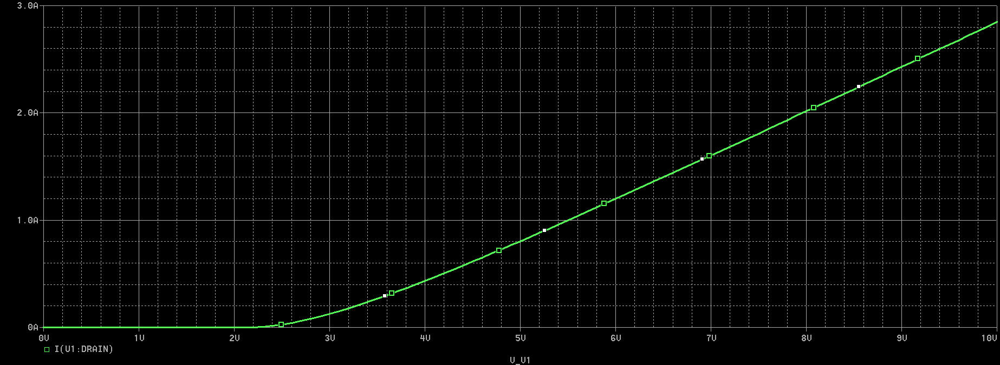 3.0A
2.0A
1.0A
0A
0V 1V 2V 3V 4V 5V 6V 7V 8V 9V 10V
I(U1:DRAIN)
V_V1